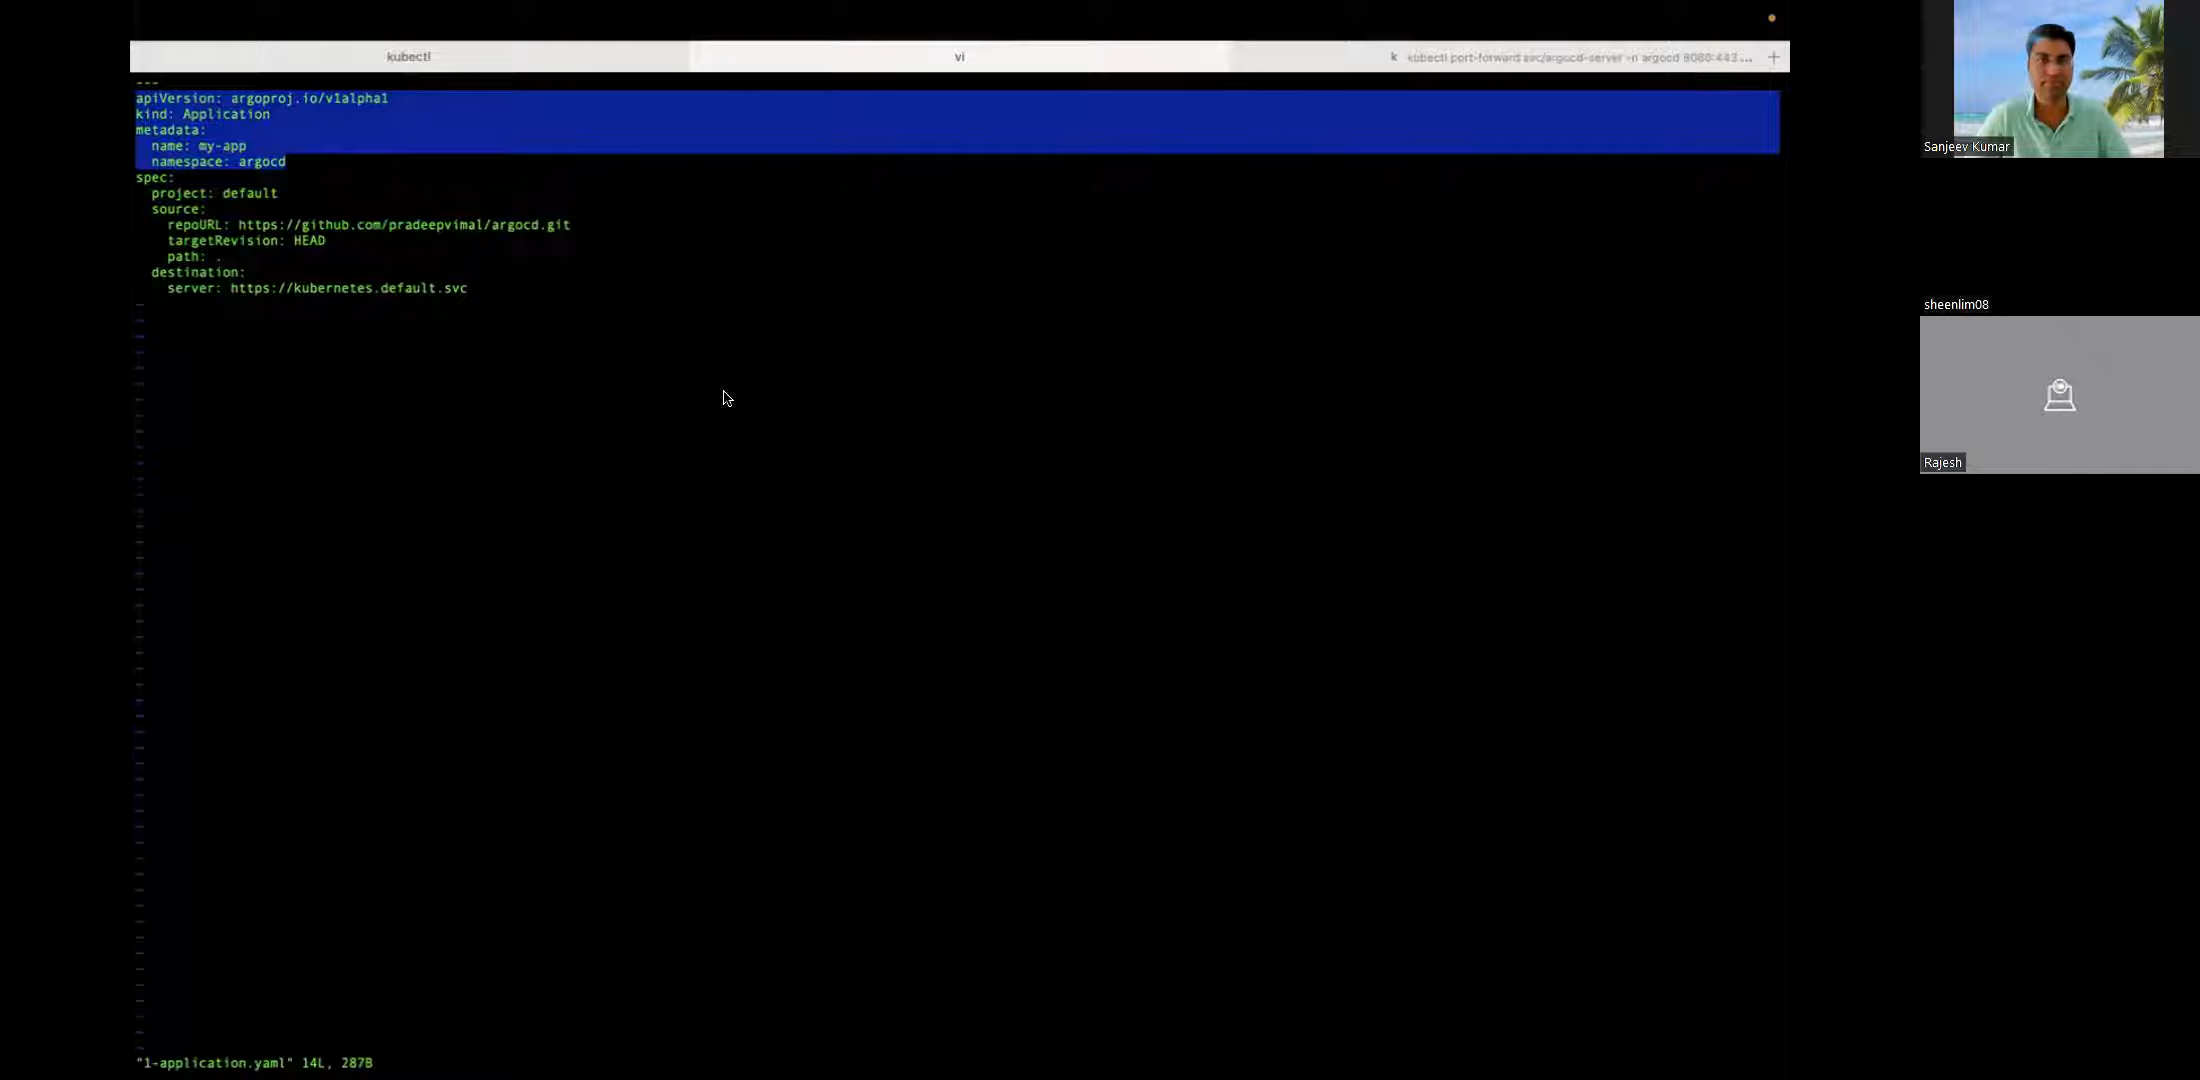 kubectl
vi
k kubectl port-forward svc/argocd-server -n argocd 8080:443...
---
apiVersion: argoproj.io/v1alpha1
kind: Application
metadata:
  name: my-app
  namespace: argocd
spec:
  project: default
  source:
    repoURL: https://github.com/pradeepvimal/argocd.git
    targetRevision: HEAD
    path: .
  destination:
    server: https://kubernetes.default.svc
"1-application.yaml" 14L, 287B
Sanjeev Kumar
sheenlim08
Rajesh